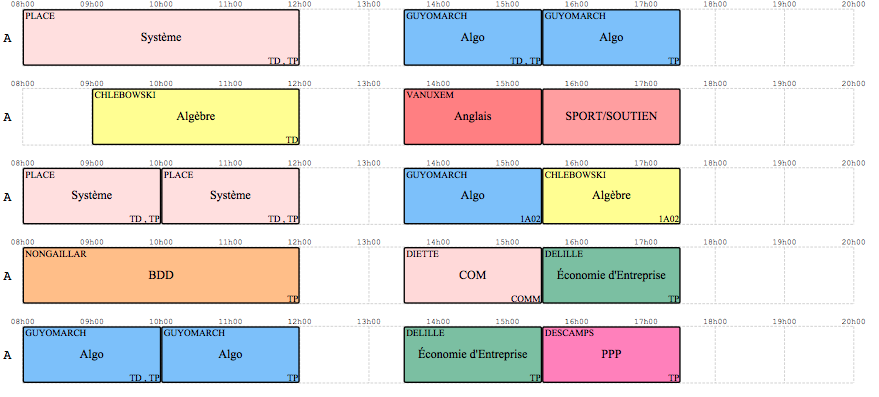 08h00 09h00 10h00 11h00 12h00 13h00 14h00 15h00 16h00 17h00 18h00 19h00 20h00
PLACE GUYOMARCH GUYOMARCH
A Système Algo Algo
TD , TP TD , TP TP
08h00 09h00 10h00 11h00 12h00 13h00 14h00 15h00 16h00 17h00 18h00 19h00 20h00
CHLEBOWSKI VANUXEM
A Algèbre Anglais SPORT/SOUTIEN
TD
08h00 09h00 10h00 11h00 12h00 13h00 14h00 15h00 16h00 17h00 18h00 19h00 20h00
PLACE PLACE GUYOMARCH CHLEBOWSKI
A Système Système Algo Algèbre
TD , TP TD , TP 1A02 1A02
08h00 09h00 10h00 11h00 12h00 13h00 14h00 15h00 16h00 17h00 18h00 19h00 20h00
NONGAILLAR DIETTE DELILLE
A BDD COM Économie d'Entreprise
TP COMM TP
08h00 09h00 10h00 11h00 12h00 13h00 14h00 15h00 16h00 17h00 18h00 19h00 20h00
GUYOMARCH GUYOMARCH DELILLE DESCAMPS
A Algo Algo Économie d'Entreprise PPP
TD , TP TP TP TP